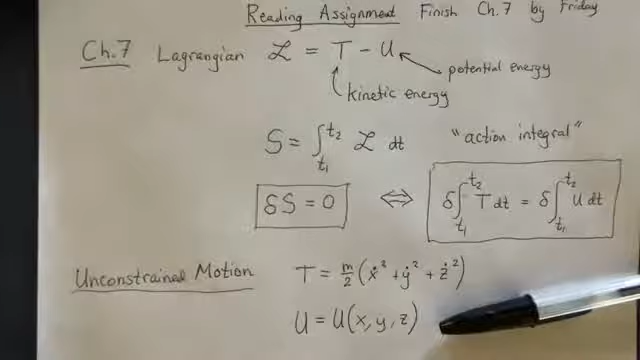 Reading Assignment Finish Ch.7 by Friday
Ch.7 Lagrangian ℒ = T − U
potential energy
kinetic energy
S = ∫_{t₁}^{t₂} ℒ dt "action integral"
δS = 0 ⇔ δ∫_{t₁}^{t₂} T dt = δ∫_{t₁}^{t₂} U dt
Unconstrained Motion T = m/2 (ẋ² + ẏ² + ż²)
U = U(x, y, z)